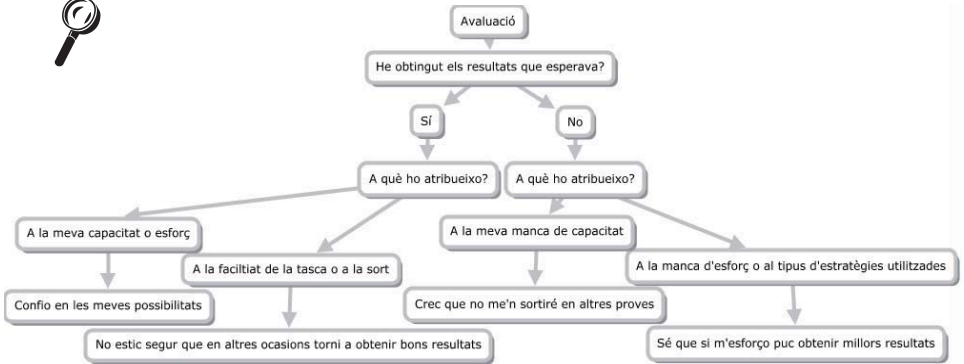 Avaluació
He obtingut els resultats que esperava?
Sí
No
A què ho atribueixo?
A què ho atribueixo?
A la meva capacitat o esforç
A la faciltiat de la tasca o a la sort
A la meva manca de capacitat
A la manca d'esforç o al tipus d'estratègies utilitzades
Confio en les meves possibilitats
No estic segur que en altres ocasions torni a obtenir bons resultats
Crec que no me'n sortiré en altres proves
Sé que si m'esforço puc obtenir millors resultats